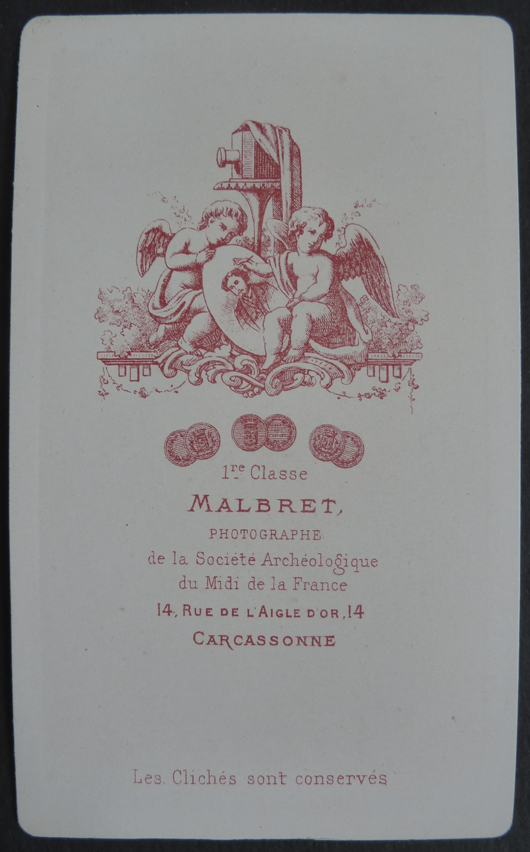 1re Classe
MALBRET,
PHOTOGRAPHE
de la Société Archéologique
du Midi de la France
14, RUE DE L'AIGLE D'OR, 14
CARCASSONNE
Les Clichés sont conservés